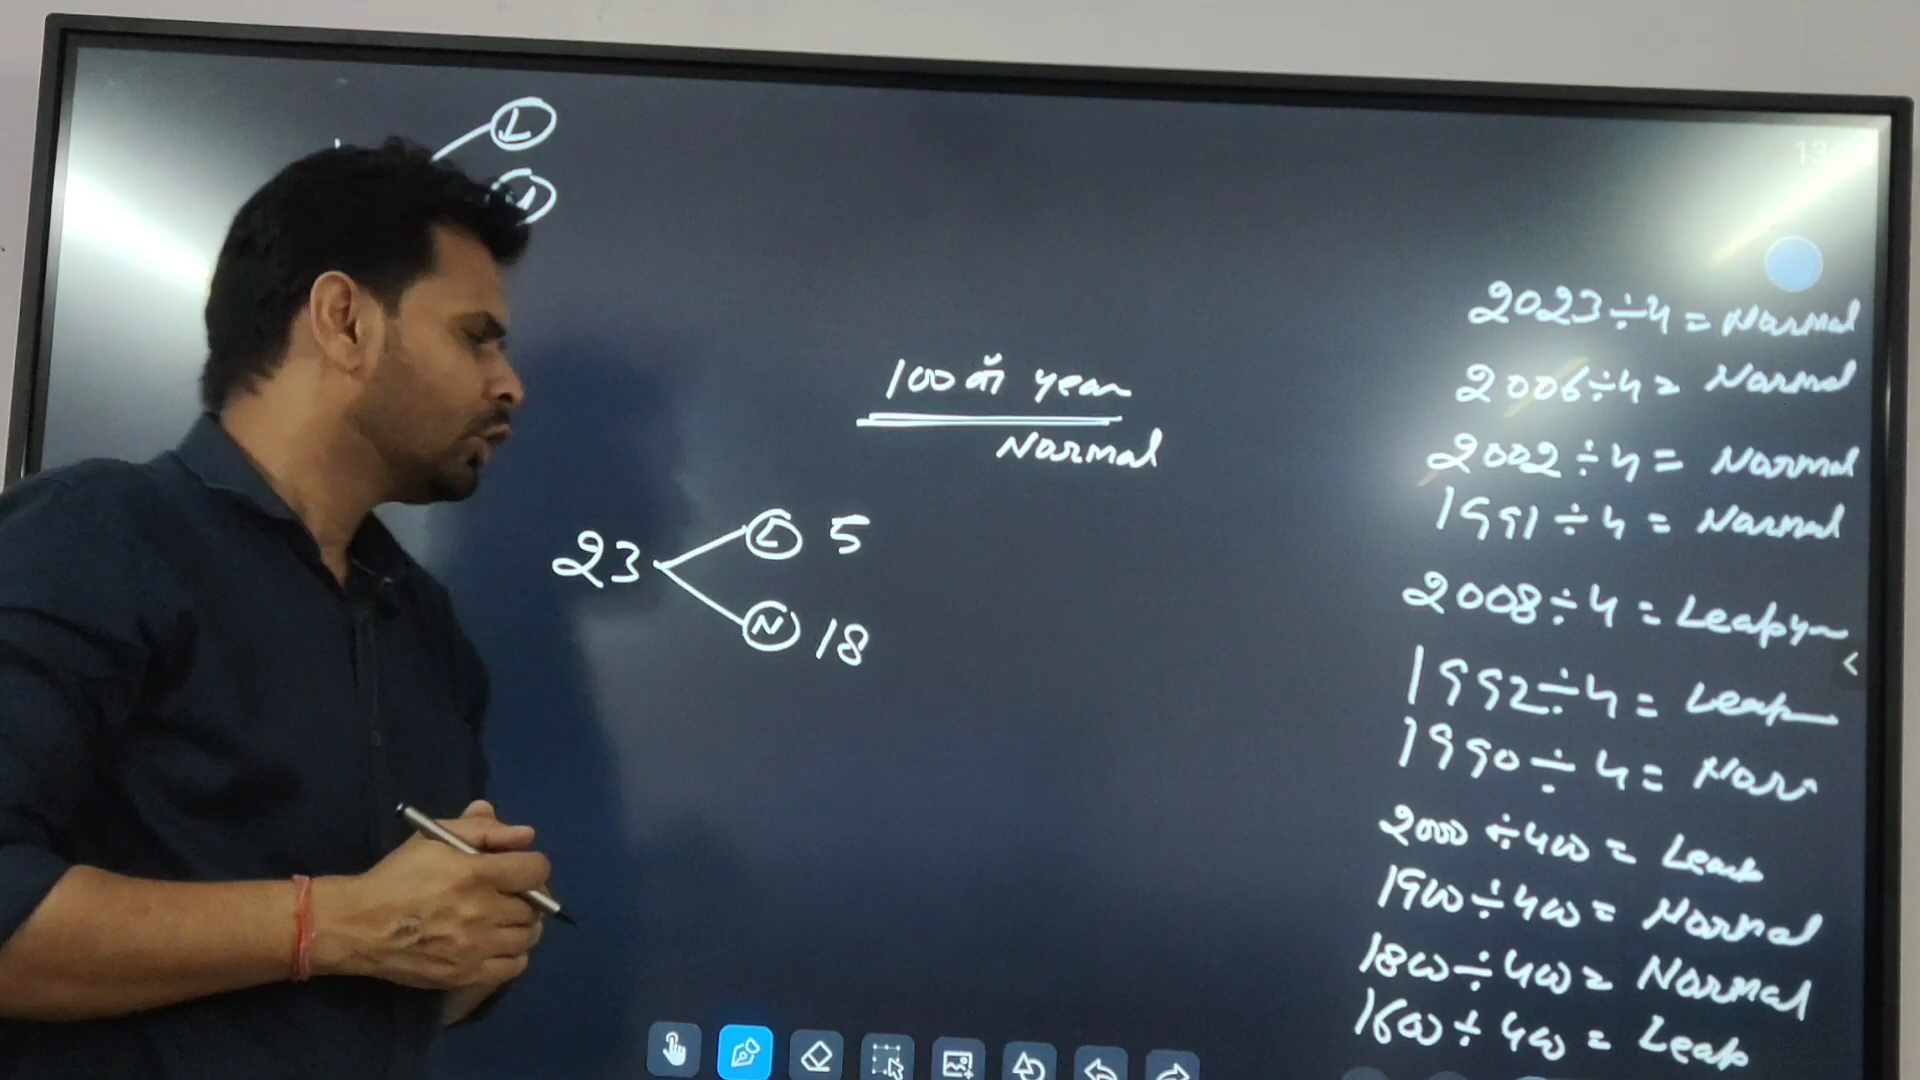 L
N
100 वाँ year
Normal
23
L 5
N 18
13
2023 ÷ 4 = Normal
2006 ÷ 4 = Normal
2002 ÷ 4 = Normal
1991 ÷ 4 = Normal
2008 ÷ 4 = Leap y
1992 ÷ 4 = Leap
1990 ÷ 4 = Nor
2000 ÷ 400 = Leap
1900 ÷ 400 = Normal
1800 ÷ 400 = Normal
1600 ÷ 400 = Leap